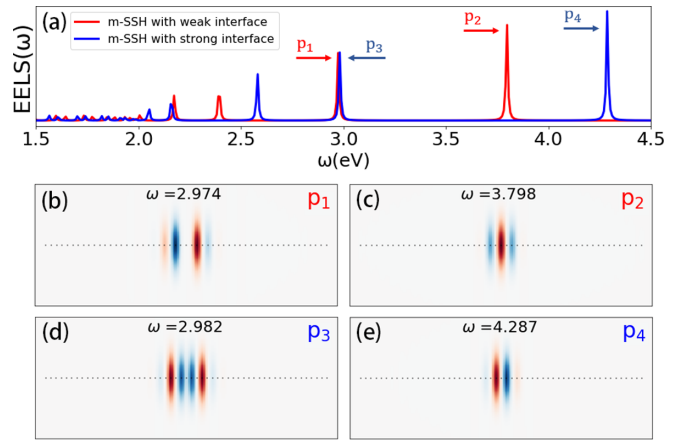 (a)
m-SSH with weak interface
m-SSH with strong interface
p₁
p₃
p₂
p₄
EELS(ω)
1.5 2.0 2.5 3.0 3.5 4.0 4.5
ω(eV)
(b) ω =2.974 p₁
(c) ω =3.798 p₂
(d) ω =2.982 p₃
(e) ω =4.287 p₄